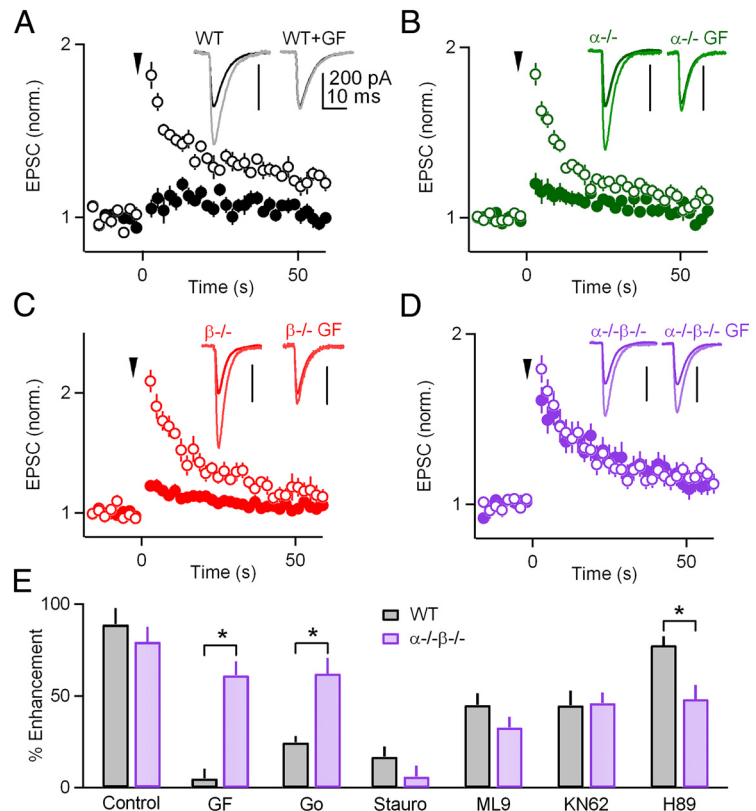 A
WT
WT+GF
200 pA
10 ms
EPSC (norm.)
2
1
0
50
Time (s)
B
α-/-
α-/- GF
EPSC (norm.)
2
1
0
50
Time (s)
C
β-/-
β-/- GF
EPSC (norm.)
2
1
0
50
Time (s)
D
α-/-β-/-
α-/-β-/- GF
EPSC (norm.)
2
1
0
50
Time (s)
E
% Enhancement
100
50
0
WT
α-/-β-/-
*
*
*
Control
GF
Go
Stauro
ML9
KN62
H89